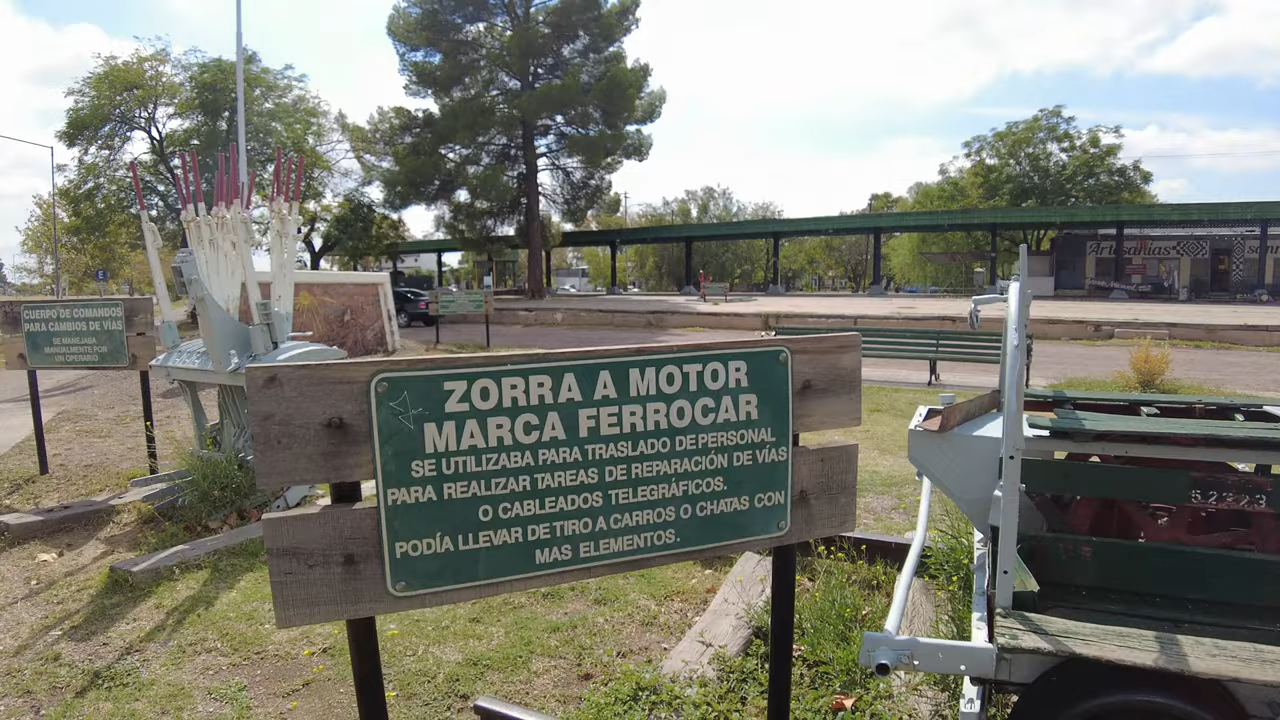 CUERPO DE COMANDOS
PARA CAMBIOS DE VÍAS
SE MANEJABA
MANUALMENTE POR
UN OPERARIO
E
ZORRA A MOTOR
MARCA FERROCAR
SE UTILIZABA PARA TRASLADO DE PERSONAL
PARA REALIZAR TAREAS DE REPARACIÓN DE VÍAS
O CABLEADOS TELEGRÁFICOS.
PODÍA LLEVAR DE TIRO A CARROS O CHATAS CON
MAS ELEMENTOS.
Artesanías